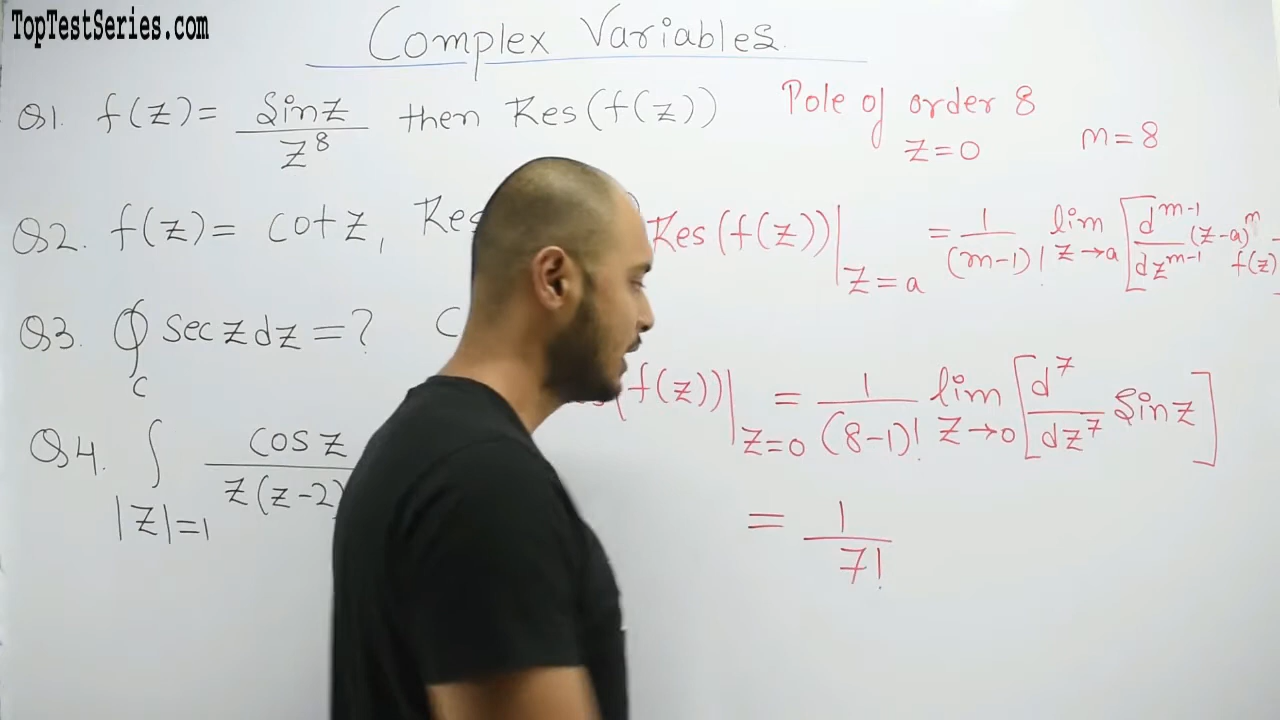 TopTestSeries.com
Complex Variables.
Q1. f(z) = Sinz / z^8 then Res(f(z))
Pole of order 8
z=0 m=8
Q2. f(z) = cotz, Res
Res(f(z))|z=a = 1/(m-1)! lim z→a [d^m-1/dz^m-1 (z-a)^m f(z)
Q3. ∮c Sec z dz = ? C
f(z))|z=0 = 1/(8-1)! lim z→0 [d^7/dz^7 Sinz]
Q4. ∫|z|=1 cosz / z(z-2)
= 1/7!